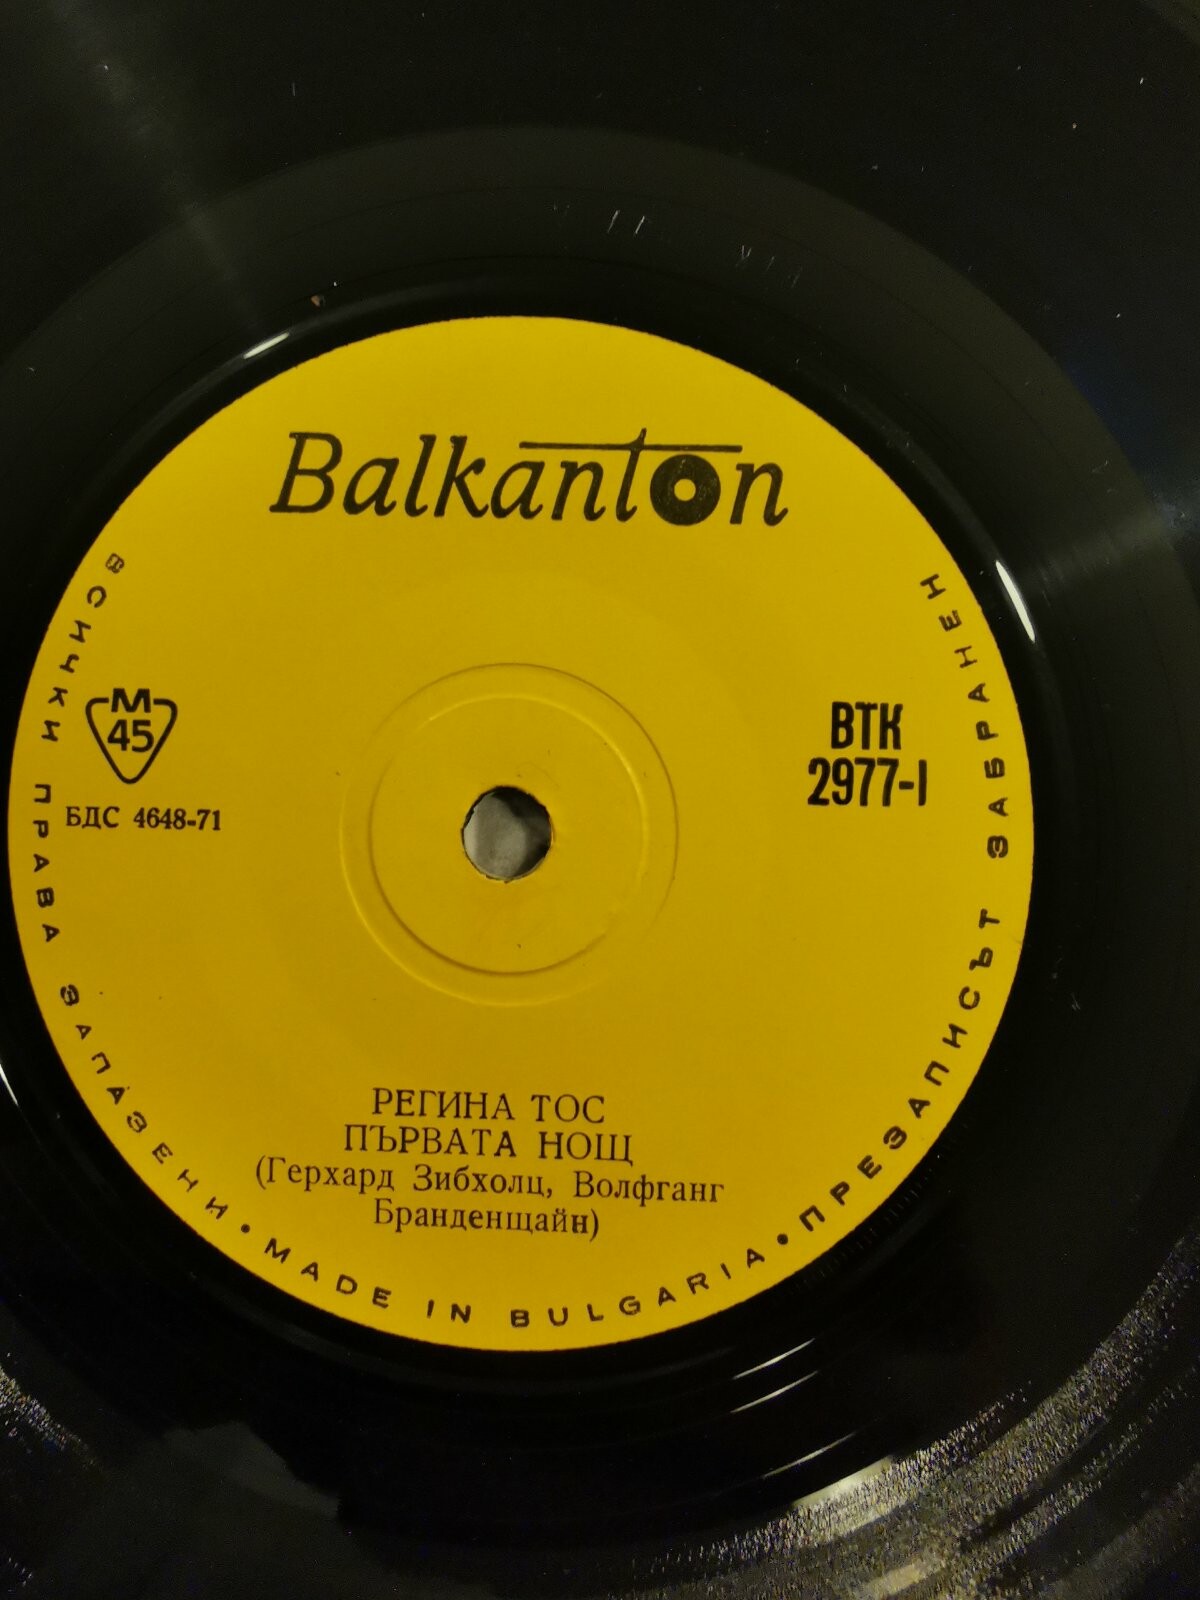 Balkanton
М
45
БДС 4648-71
ВТК
2977-I
РЕГИНА ТОС
ПЪРВАТА НОЩ
(Герхард Зибхолц, Волфганг
Бранденщайн)
ВСИЧКИ ПРАВА ЗАПАЗЕНИ • MADE IN BULGARIA • ПРЕЗАПИСЪТ ЗАБРАНЕН